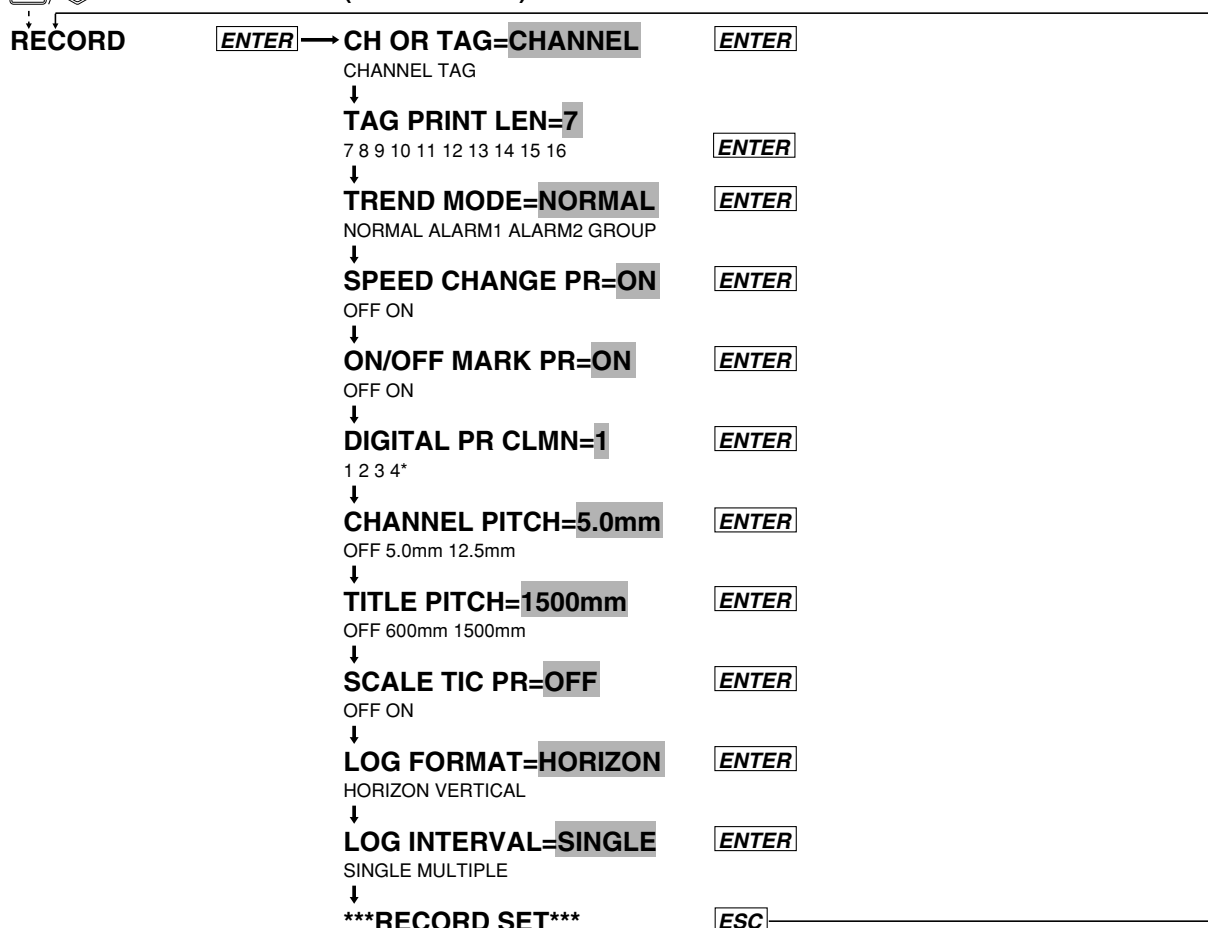 RECORD ENTER CH OR TAG=CHANNEL ENTER
CHANNEL TAG
TAG PRINT LEN=7
7 8 9 10 11 12 13 14 15 16 ENTER
TREND MODE=NORMAL ENTER
NORMAL ALARM1 ALARM2 GROUP
SPEED CHANGE PR=ON ENTER
OFF ON
ON/OFF MARK PR=ON ENTER
OFF ON
DIGITAL PR CLMN=1 ENTER
1 2 3 4*
CHANNEL PITCH=5.0mm ENTER
OFF 5.0mm 12.5mm
TITLE PITCH=1500mm ENTER
OFF 600mm 1500mm
SCALE TIC PR=OFF ENTER
OFF ON
LOG FORMAT=HORIZON ENTER
HORIZON VERTICAL
LOG INTERVAL=SINGLE ENTER
SINGLE MULTIPLE
***RECORD SET*** ESC